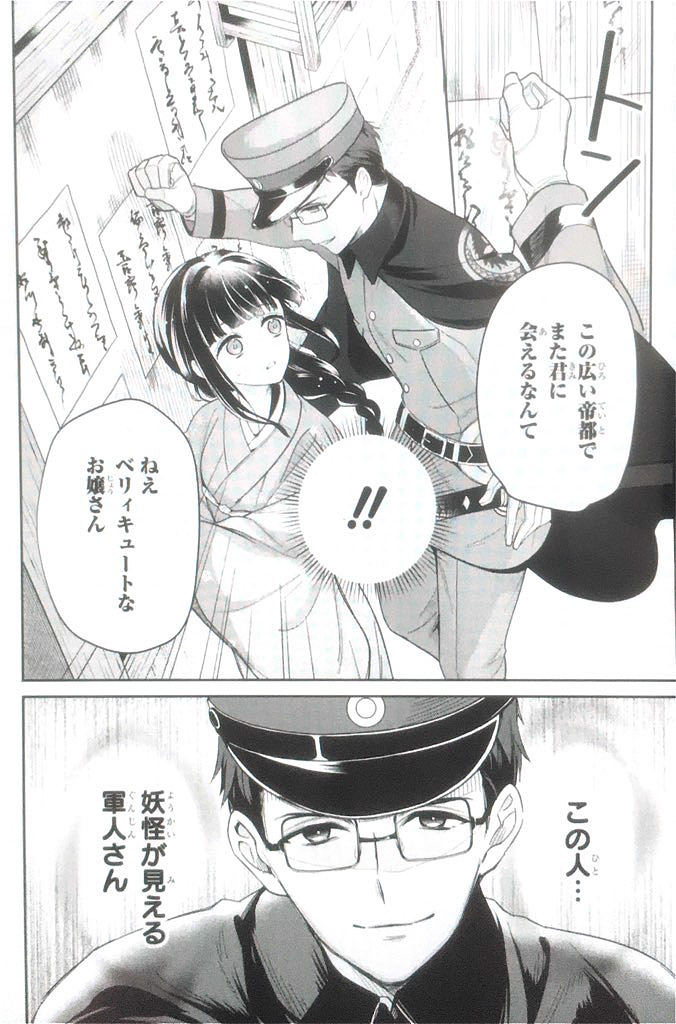 トン
この広い帝都で
また君に
会えるなんて
!!
ねえ
ベリィキュートな
お嬢さん
この人…
妖怪が見える
軍人さん